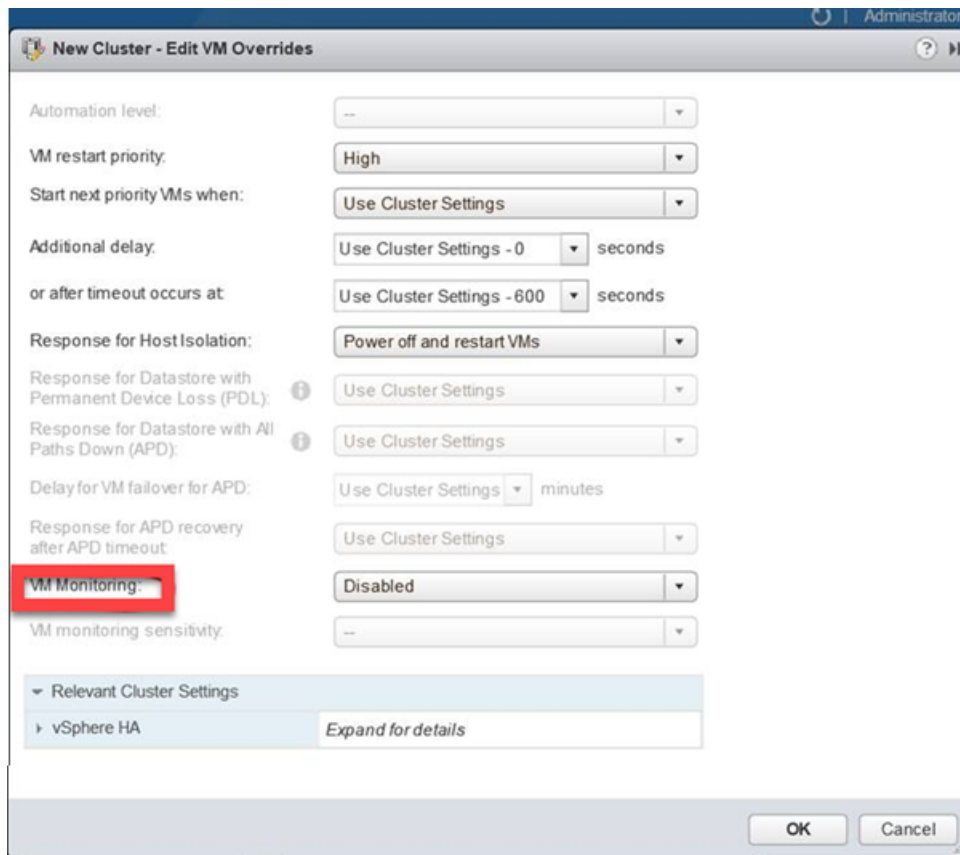 Administrator
New Cluster - Edit VM Overrides
Automation level: --
VM restart priority: High
Start next priority VMs when: Use Cluster Settings
Additional delay: Use Cluster Settings - 0 seconds
or after timeout occurs at: Use Cluster Settings - 600 seconds
Response for Host Isolation: Power off and restart VMs
Response for Datastore with
Permanent Device Loss (PDL): Use Cluster Settings
Response for Datastore with All
Paths Down (APD): Use Cluster Settings
Delay for VM failover for APD: Use Cluster Settings minutes
Response for APD recovery
after APD timeout: Use Cluster Settings
VM Monitoring: Disabled
VM monitoring sensitivity: --
Relevant Cluster Settings
vSphere HA Expand for details
OK Cancel